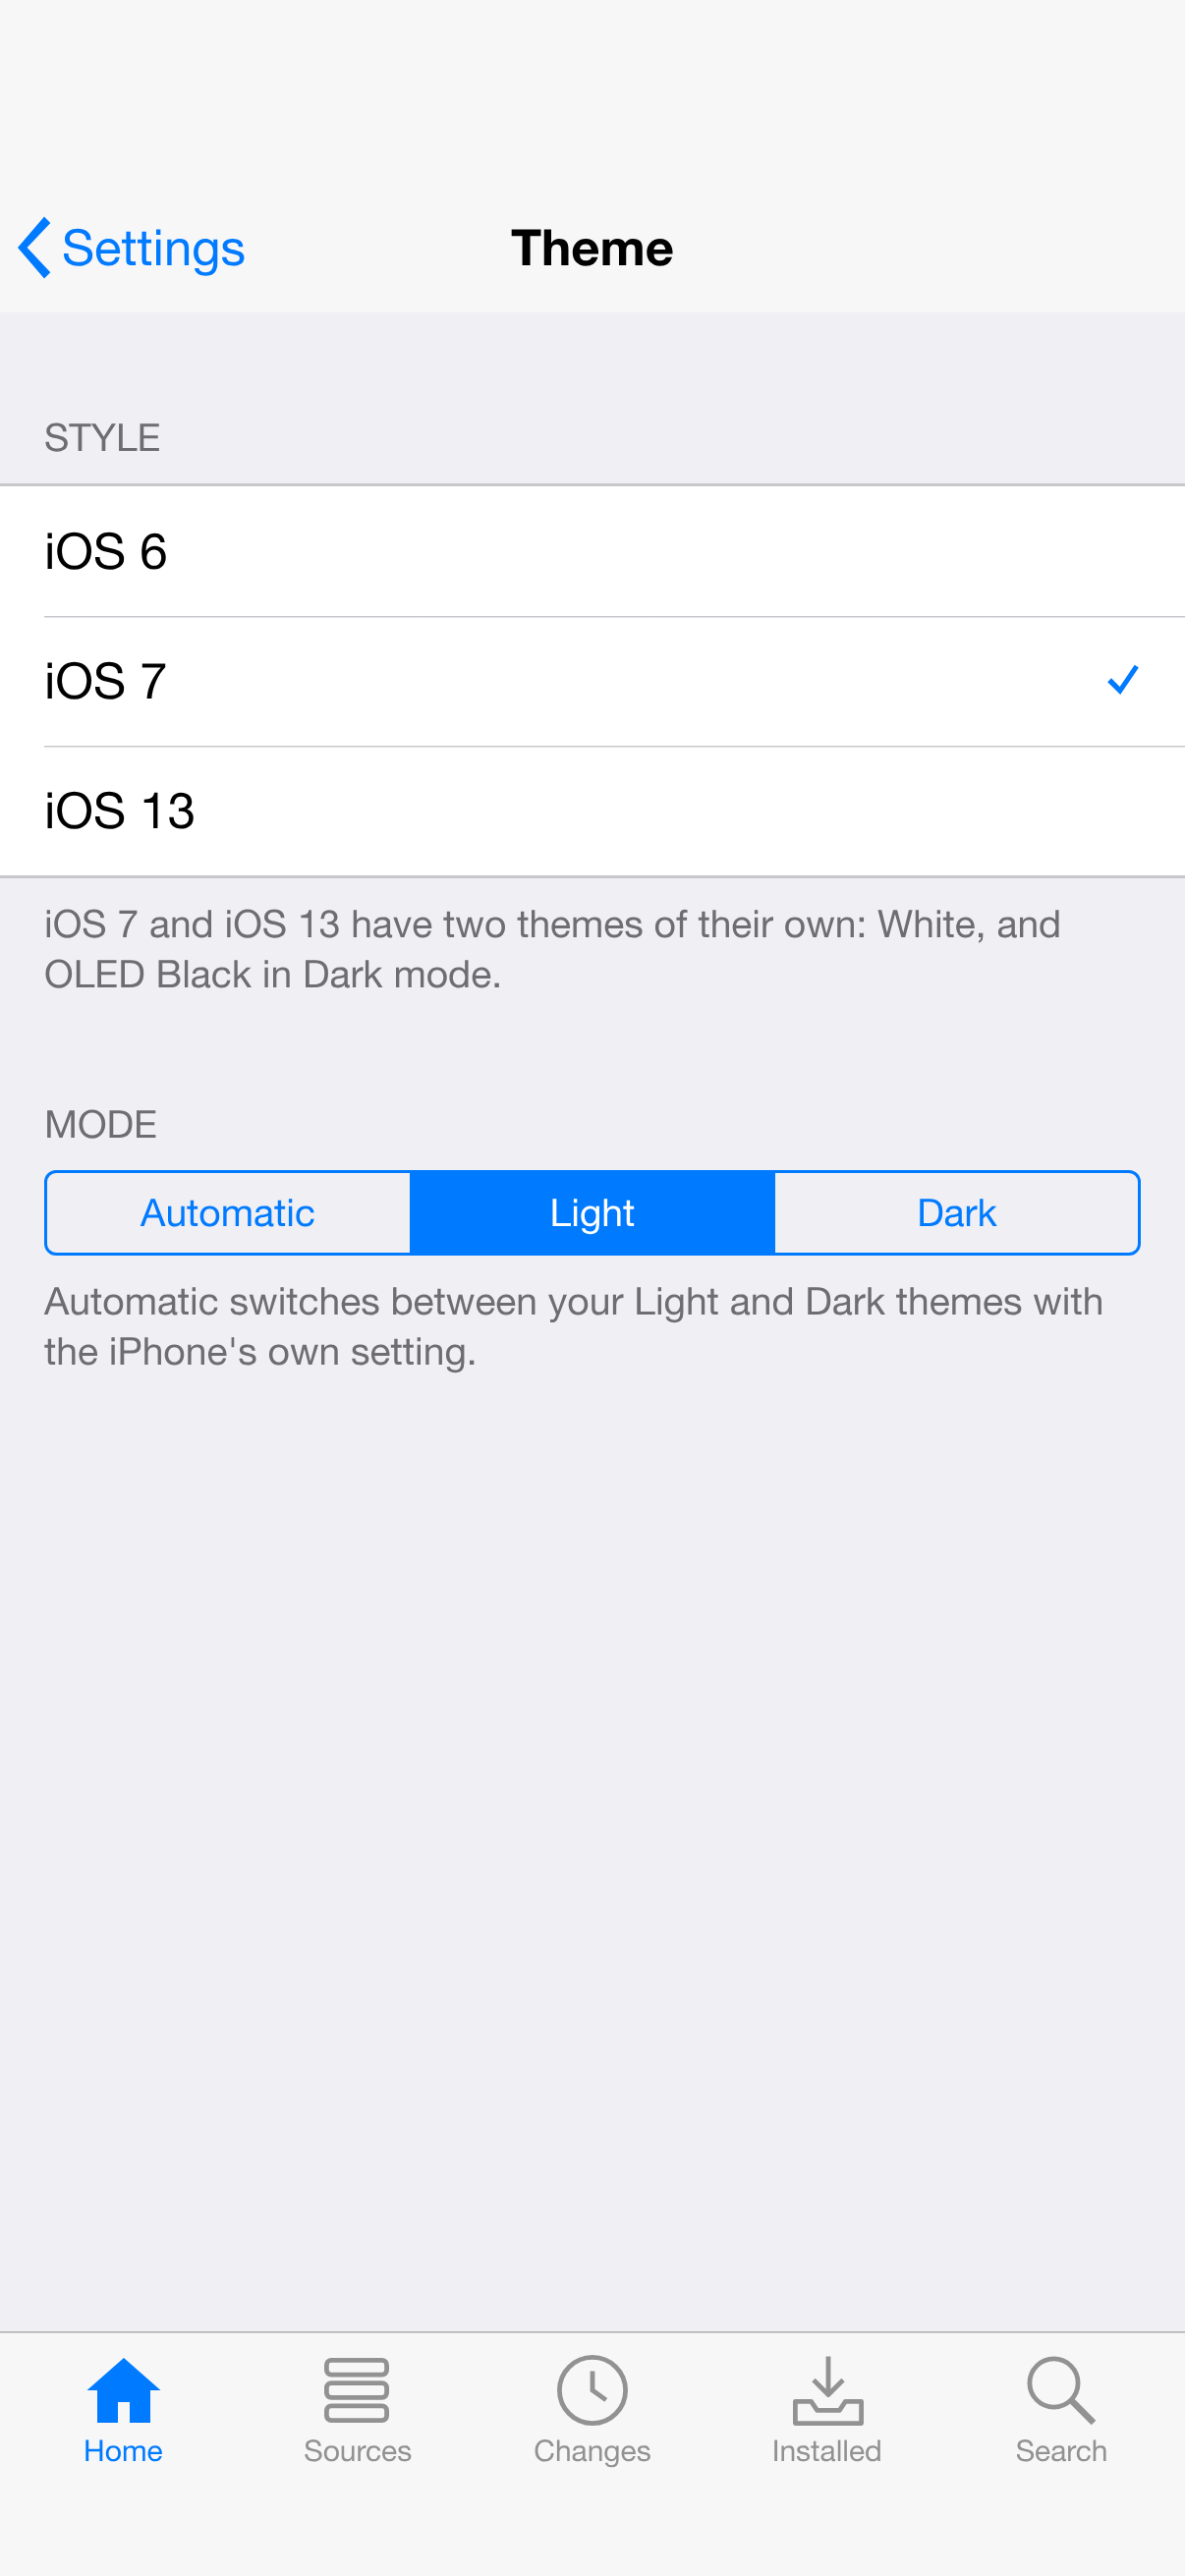 Settings
Theme
STYLE
iOS 6
iOS 7
iOS 13
iOS 7 and iOS 13 have two themes of their own: White, and
OLED Black in Dark mode.
MODE
Automatic
Light
Dark
Automatic switches between your Light and Dark themes with
the iPhone's own setting.
Home
Sources
Changes
Installed
Search